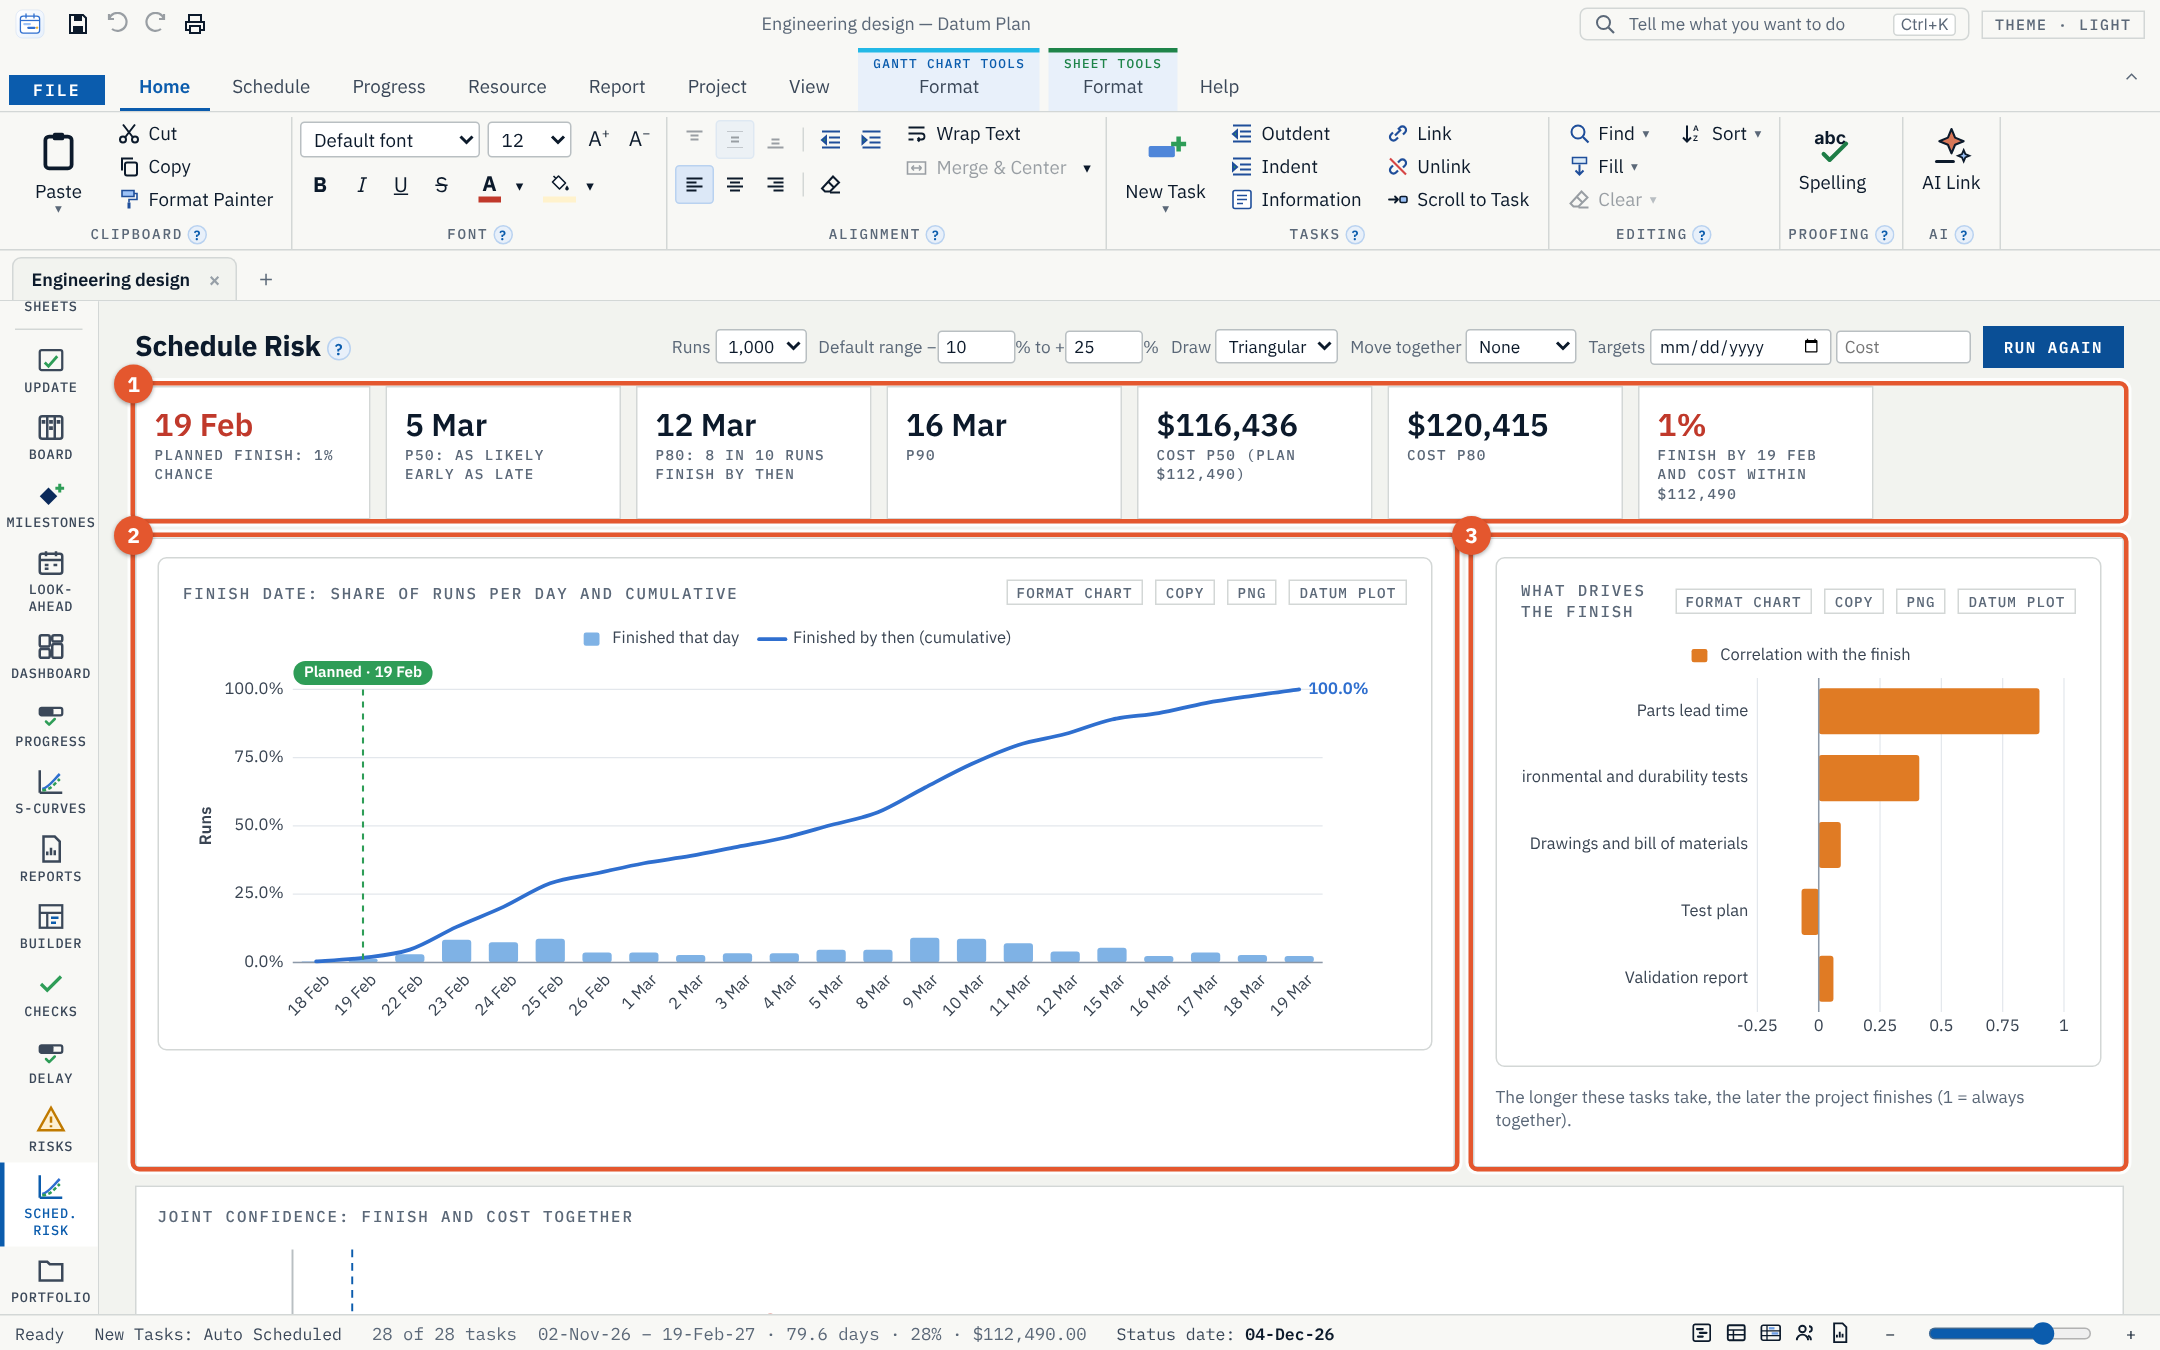 Engineering design — Datum Plan
Tell me what you want to do Ctrl+K
THEME · LIGHT
FILE Home Schedule Progress Resource Report Project View
GANTT CHART TOOLS
Format
SHEET TOOLS
Format
Help
Paste
Cut
Copy
Format Painter
CLIPBOARD ?
Default font 12 A+ A−
B I U S A
FONT ?
Wrap Text
Merge & Center
ALIGNMENT ?
New Task
Outdent
Indent
Information
Link
Unlink
Scroll to Task
TASKS ?
Find Sort
Fill
Clear
EDITING ?
abc
Spelling
PROOFING ?
AI Link
AI ?
Engineering design × +
SHEETS
UPDATE
BOARD
MILESTONES
LOOK-
AHEAD
DASHBOARD
PROGRESS
S-CURVES
REPORTS
BUILDER
CHECKS
DELAY
RISKS
SCHED.
RISK
PORTFOLIO
Schedule Risk ?
Runs 1,000 Default range − 10 % to + 25 % Draw Triangular Move together None Targets mm/dd/yyyy Cost RUN AGAIN
1
19 Feb
PLANNED FINISH: 1%
CHANCE
5 Mar
P50: AS LIKELY
EARLY AS LATE
12 Mar
P80: 8 IN 10 RUNS
FINISH BY THEN
16 Mar
P90
$116,436
COST P50 (PLAN
$112,490)
$120,415
COST P80
1%
FINISH BY 19 FEB
AND COST WITHIN
$112,490
2
FINISH DATE: SHARE OF RUNS PER DAY AND CUMULATIVE
FORMAT CHART COPY PNG DATUM PLOT
Finished that day Finished by then (cumulative)
Planned · 19 Feb
100.0%
75.0%
50.0%
25.0%
0.0%
Runs
100.0%
18 Feb 19 Feb 22 Feb 23 Feb 24 Feb 25 Feb 26 Feb 1 Mar 2 Mar 3 Mar 4 Mar 5 Mar 8 Mar 9 Mar 10 Mar 11 Mar 12 Mar 15 Mar 16 Mar 17 Mar 18 Mar 19 Mar
3
WHAT DRIVES
THE FINISH
FORMAT CHART COPY PNG DATUM PLOT
Correlation with the finish
Parts lead time
ironmental and durability tests
Drawings and bill of materials
Test plan
Validation report
-0.25 0 0.25 0.5 0.75 1
The longer these tasks take, the later the project finishes (1 = always
together).
JOINT CONFIDENCE: FINISH AND COST TOGETHER
Ready New Tasks: Auto Scheduled 28 of 28 tasks 02-Nov-26 – 19-Feb-27 · 79.6 days · 28% · $112,490.00 Status date: 04-Dec-26 − +